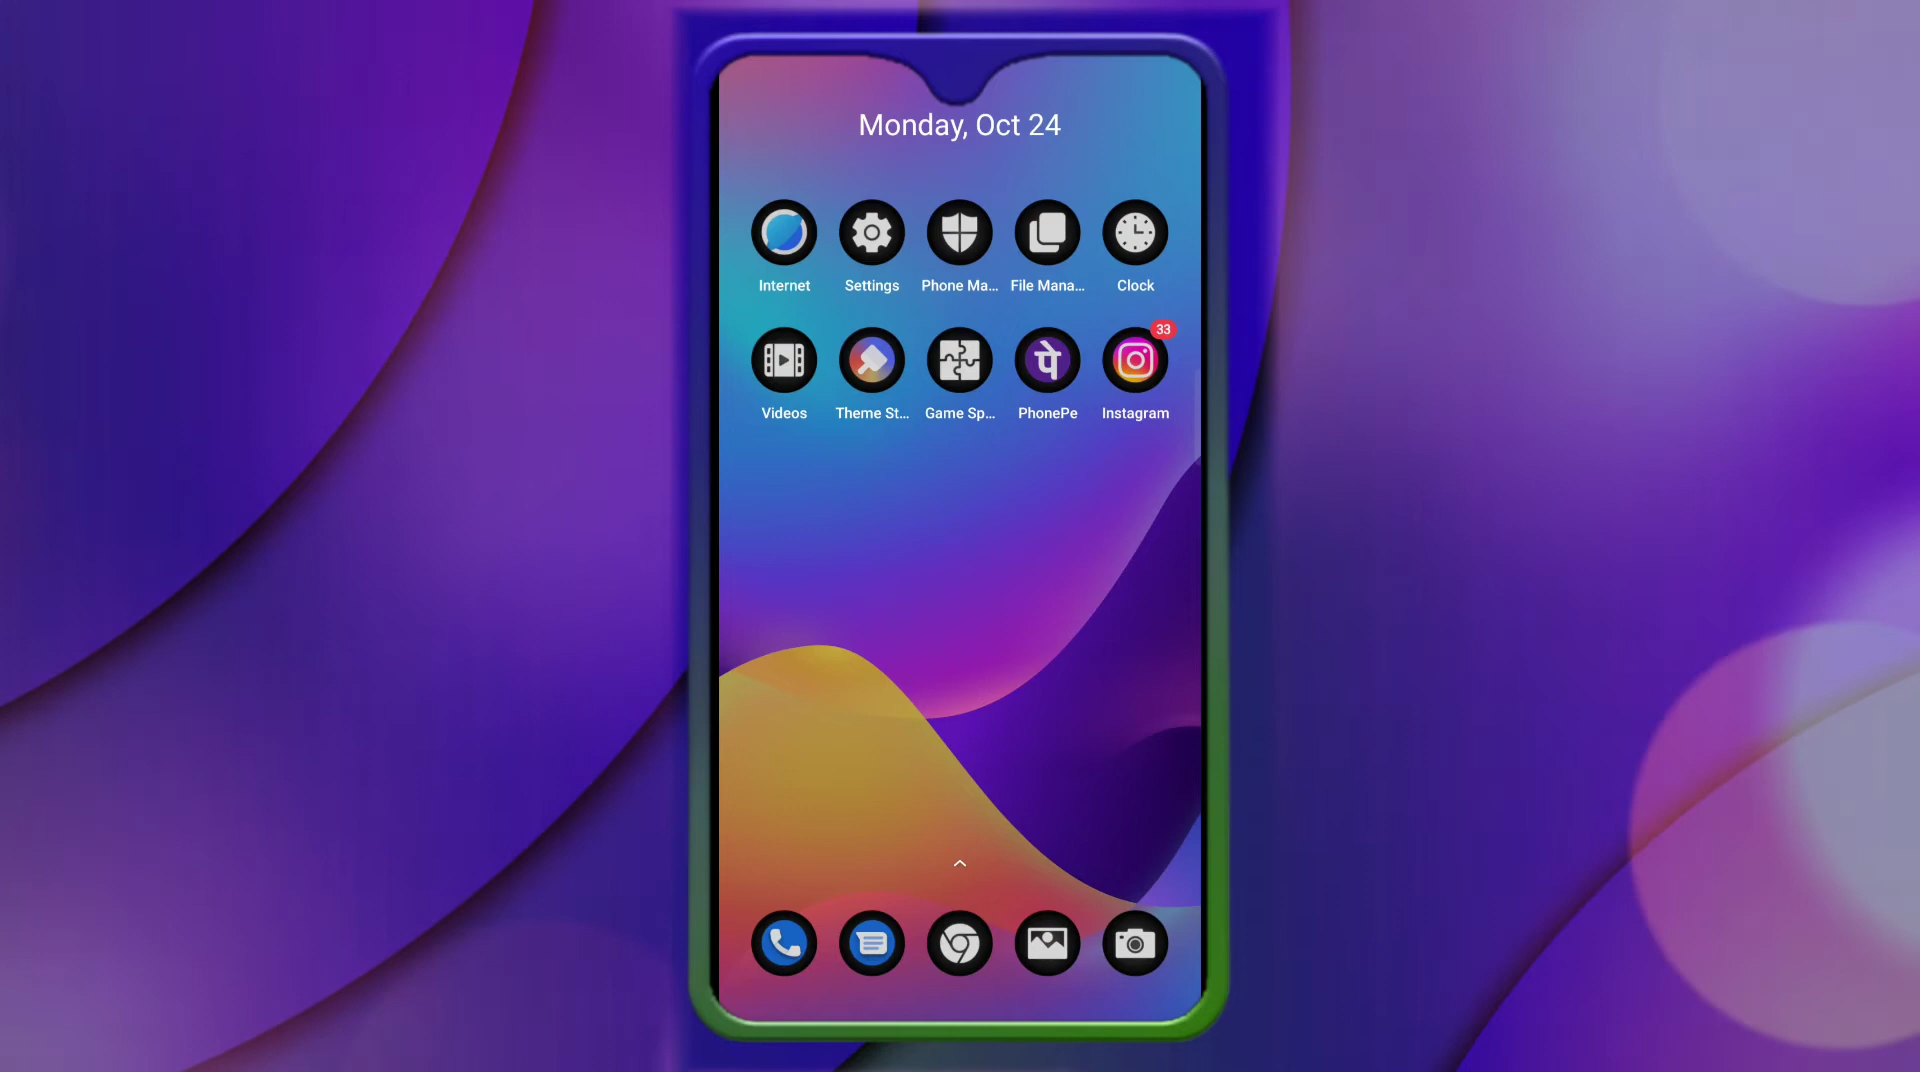 Monday, Oct 24
Internet
Settings
Phone Ma...
File Mana...
Clock
33
पे
Videos
Theme St...
Game Sp...
PhonePe
Instagram